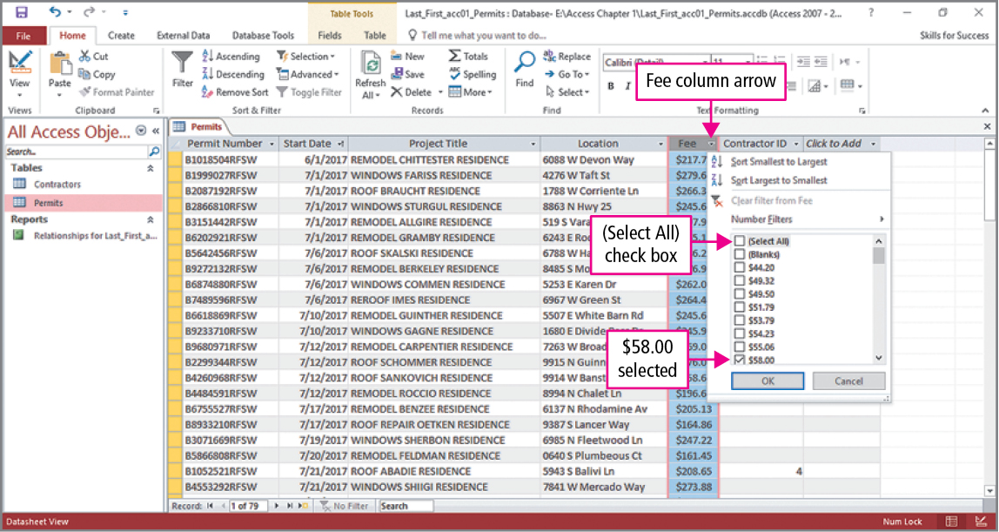 Table Tools
Last_First_acc01_Permits : Database- E:\Access Chapter 1\Last_First_acc01_Permits.accdb (Access 2007 - 2...
?
File
Home
Create
External Data
Database Tools
Fields
Table
Tell me what you want to do...
Skills for Success
View
Views
Paste
Cut
Copy
Format Painter
Clipboard
Filter
Ascending
Descending
Remove Sort
Selection
Advanced
Toggle Filter
Sort & Filter
Refresh
All
New
Save
Delete
Totals
Spelling
More
Records
Find
Replace
Go To
Select
Find
Calibri (Detail)
11
B I
Text Formatting
Fee column arrow
All Access Obje...
Search...
Tables
Contractors
Permits
Reports
Relationships for Last_First_a...
Permits
Permit Number Start Date Project Title Location Fee Contractor ID Click to Add
B1018504RFSW 6/1/2017 REMODEL CHITTESTER RESIDENCE 6088 W Devon Way $217.7
B1999027RFSW 7/1/2017 WINDOWS FARISS RESIDENCE 4276 W Taft St $279.6
B2087192RFSW 7/1/2017 ROOF BRAUCHT RESIDENCE 1788 W Corriente Ln $266.3
B2866810RFSW 7/1/2017 WINDOWS STURGUL RESIDENCE 8863 N Hwy 25 $245.6
B3151442RFSW 7/1/2017 REMODEL ALLGIRE RESIDENCE 519 S Vara
B6202921RFSW 7/1/2017 REMODEL GRAMBY RESIDENCE 6243 E Ro
B5642456RFSW 7/6/2017 ROOF SKALSKI RESIDENCE 6788 W Ha
B9272132RFSW 7/6/2017 REMODEL BERKELEY RESIDENCE 8485 S Mo
B6874880RFSW 7/6/2017 WINDOWS COMMEN RESIDENCE 5253 E Karen Dr $262.0
B7489596RFSW 7/6/2017 REROOF IMES RESIDENCE 6967 W Green St $264.4
B6618869RFSW 7/10/2017 REMODEL GUINTHER RESIDENCE 5507 E White Barn Rd $245.6
B9233710RFSW 7/10/2017 WINDOWS GAGNE RESIDENCE 1680 E Divide
B9680971RFSW 7/12/2017 REMODEL CARPENTIER RESIDENCE 7263 W Broad
B2299344RFSW 7/12/2017 ROOF SCHOMMER RESIDENCE 9915 N Guinn
B4260968RFSW 7/12/2017 ROOF SANKOVICH RESIDENCE 9914 W Banst
B4484591RFSW 7/12/2017 REMODEL ROCCIO RESIDENCE 8994 N Chalet Ln $196.6
B6755527RFSW 7/17/2017 REMODEL BENZEE RESIDENCE 6137 N Rhodamine Av $205.13
B8933210RFSW 7/17/2017 ROOF REPAIR OETKEN RESIDENCE 9387 S Lancer Way $164.86
B3071669RFSW 7/19/2017 WINDOWS SHERBON RESIDENCE 6985 N Fleetwood Ln $247.22
B5866808RFSW 7/20/2017 REMODEL FELDMAN RESIDENCE 0640 S Plumbeous Ct $161.45
B1052521RFSW 7/21/2017 ROOF ABADIE RESIDENCE 5943 S Balivi Ln $208.65 4
B4553292RFSW 7/21/2017 WINDOWS SHIIGI RESIDENCE 7841 W Mercado Way $273.88
Sort Smallest to Largest
Sort Largest to Smallest
Clear filter from Fee
Number Filters
(Select All)
check box
(Select All)
(Blanks)
$44.20
$49.32
$49.50
$51.79
$53.79
$54.23
$55.06
$58.00
$58.00
selected
OK
Cancel
Record: 1 of 79
No Filter
Search
Datasheet View
Num Lock